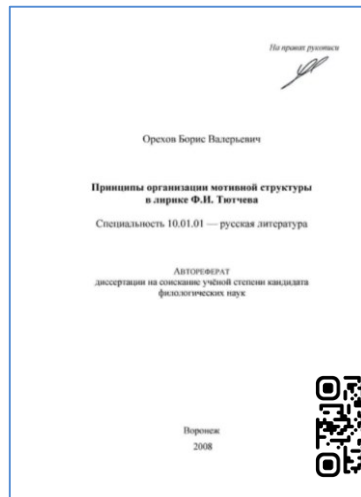 На правах рукописи
Орехов Борис Валерьевич
Принципы организации мотивной структуры
в лирике Ф.И. Тютчева
Специальность 10.01.01 — русская литература
АВТОРЕФЕРАТ
диссертации на соискание учёной степени кандидата
филологических наук
Воронеж
2008